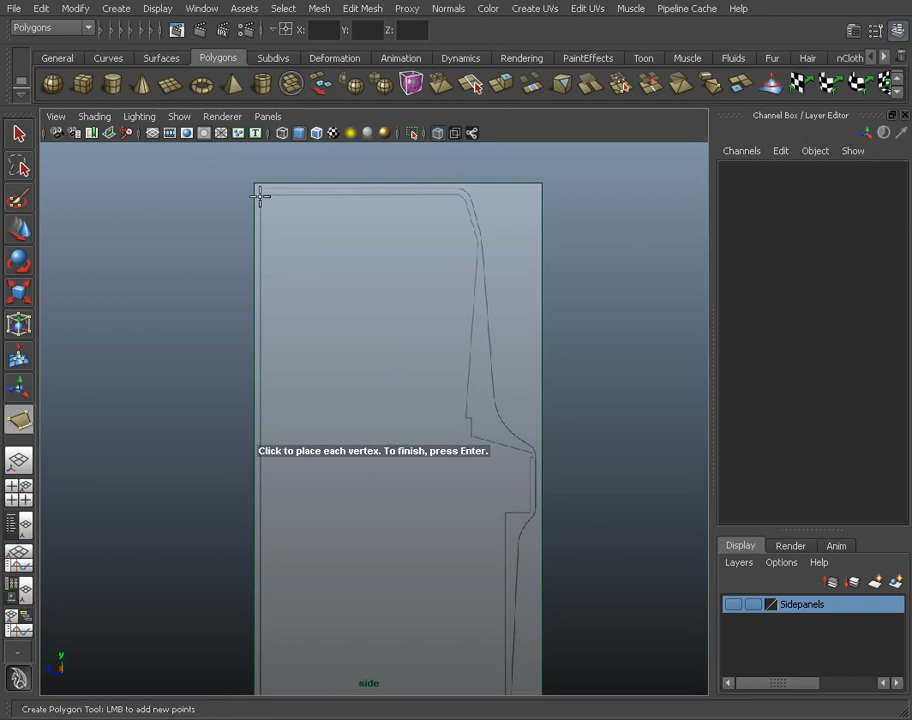 File Edit Modify Create Display Window Assets Select Mesh Edit Mesh Proxy Normals Color Create UVs Edit UVs Muscle Pipeline Cache Help
Polygons X: Y: Z:
General Curves Surfaces Polygons Subdivs Deformation Animation Dynamics Rendering PaintEffects Toon Muscle Fluids Fur Hair nCloth
View Shading Lighting Show Renderer Panels
Channel Box / Layer Editor
Channels Edit Object Show
Click to place each vertex. To finish, press Enter.
Display Render Anim
Layers Options Help
Sidepanels
y
side
Create Polygon Tool: LMB to add new points